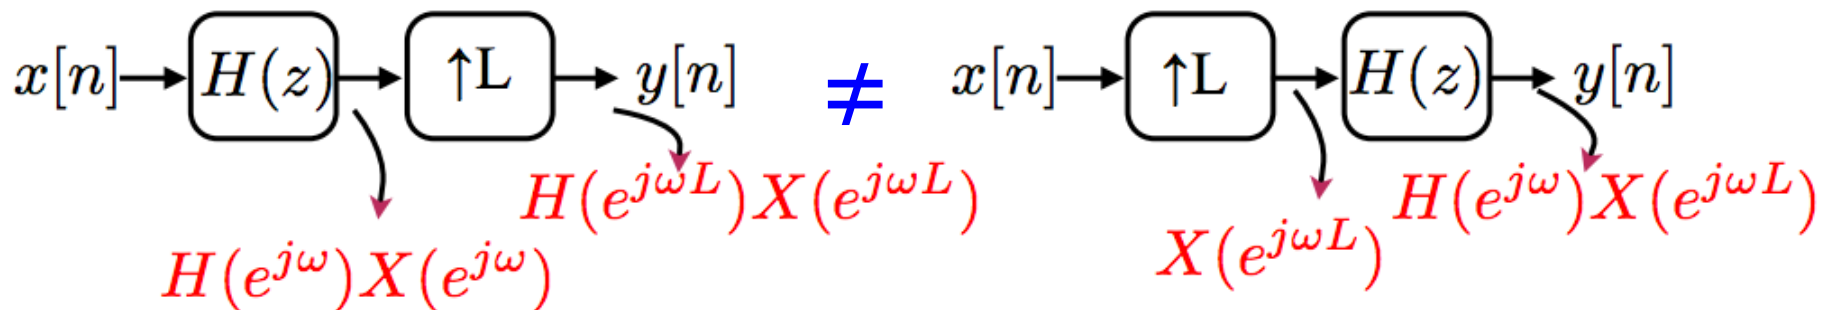 x[n] H(z) ↑L y[n] ≠ x[n] ↑L H(z) y[n]
H(e^{jωL})X(e^{jωL}) H(e^{jω})X(e^{jωL})
H(e^{jω})X(e^{jω}) X(e^{jωL})